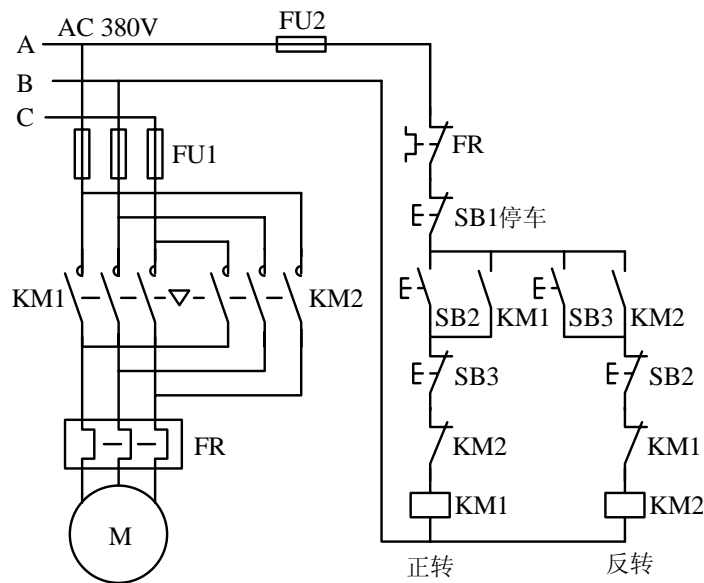 AC 380V
FU2
A
B
C
FU1
FR
SB1停车
KM1
KM2
SB2
KM1
SB3
KM2
SB3
SB2
FR
KM2
KM1
KM1
KM2
M
正转
反转